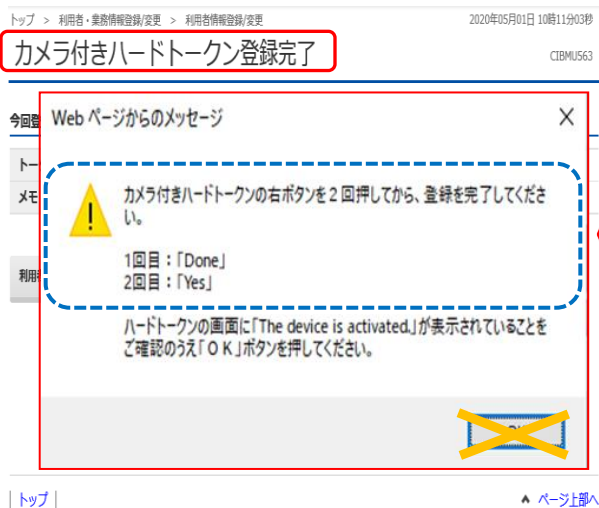 トップ > 利用者・業務情報登録/変更 > 利用者情報登録/変更
2020年05月01日 10時11分03秒
カメラ付きハードトークン登録完了
CIBMU563
今回登
Web ページからのメッセージ
トー
メモ
カメラ付きハードトークンの右ボタンを2回押してから、登録を完了してくださ
い。
1回目:「Done」
2回目:「Yes」
利用
ハードトークンの画面に「The device is activated.」が表示されていることを
ご確認のうえ「OK」ボタンを押してください。
| トップ |
ページ上部へ